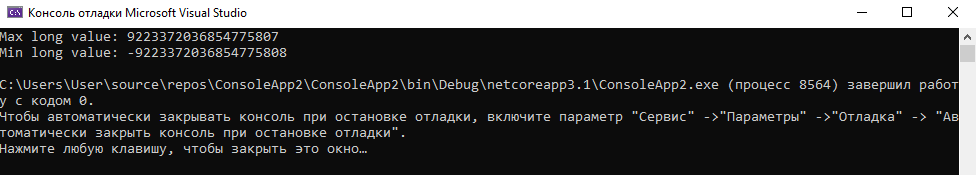 Консоль отладки Microsoft Visual Studio
Max long value: 9223372036854775807
Min long value: -9223372036854775808
C:\Users\User\source\repos\ConsoleApp2\ConsoleApp2\bin\Debug\netcoreapp3.1\ConsoleApp2.exe (процесс 8564) завершил работ
у с кодом 0.
Чтобы автоматически закрывать консоль при остановке отладки, включите параметр "Сервис" ->"Параметры" ->"Отладка" -> "Ав
томатически закрыть консоль при остановке отладки".
Нажмите любую клавишу, чтобы закрыть это окно…